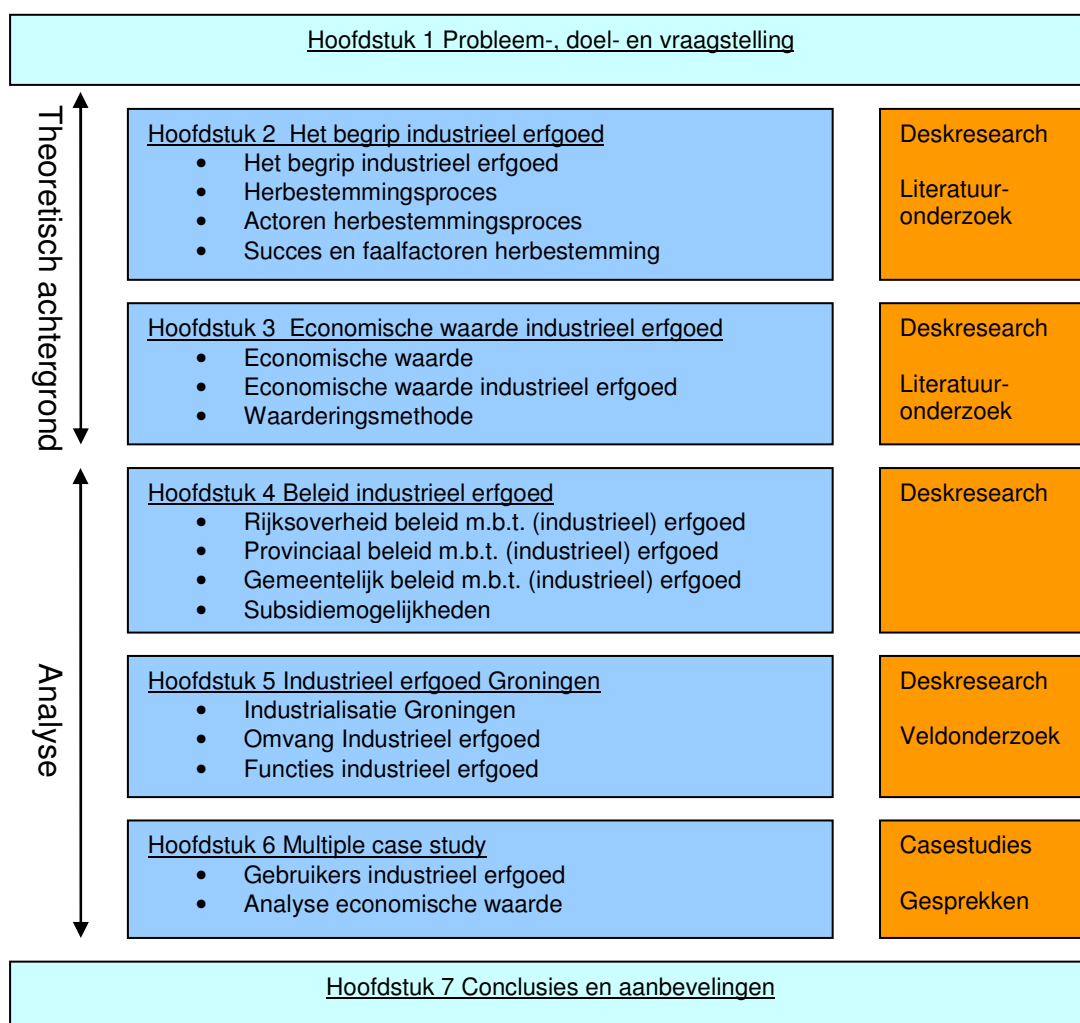 Hoofdstuk 1 Probleem-, doel- en vraagstelling
Theoretisch achtergrond
Hoofdstuk 2 Het begrip industrieel erfgoed
• Het begrip industrieel erfgoed
• Herbestemmingsproces
• Actoren herbestemmingsproces
• Succes en faalfactoren herbestemming
Deskresearch
Literatuur-
onderzoek
Hoofdstuk 3 Economische waarde industrieel erfgoed
• Economische waarde
• Economische waarde industrieel erfgoed
• Waarderingsmethode
Deskresearch
Literatuur-
onderzoek
Analyse
Hoofdstuk 4 Beleid industrieel erfgoed
• Rijksoverheid beleid m.b.t. (industrieel) erfgoed
• Provinciaal beleid m.b.t. (industrieel) erfgoed
• Gemeentelijk beleid m.b.t. (industrieel) erfgoed
• Subsidiemogelijkheden
Deskresearch
Hoofdstuk 5 Industrieel erfgoed Groningen
• Industrialisatie Groningen
• Omvang Industrieel erfgoed
• Functies industrieel erfgoed
Deskresearch
Veldonderzoek
Hoofdstuk 6 Multiple case study
• Gebruikers industrieel erfgoed
• Analyse economische waarde
Casestudies
Gesprekken
Hoofdstuk 7 Conclusies en aanbevelingen